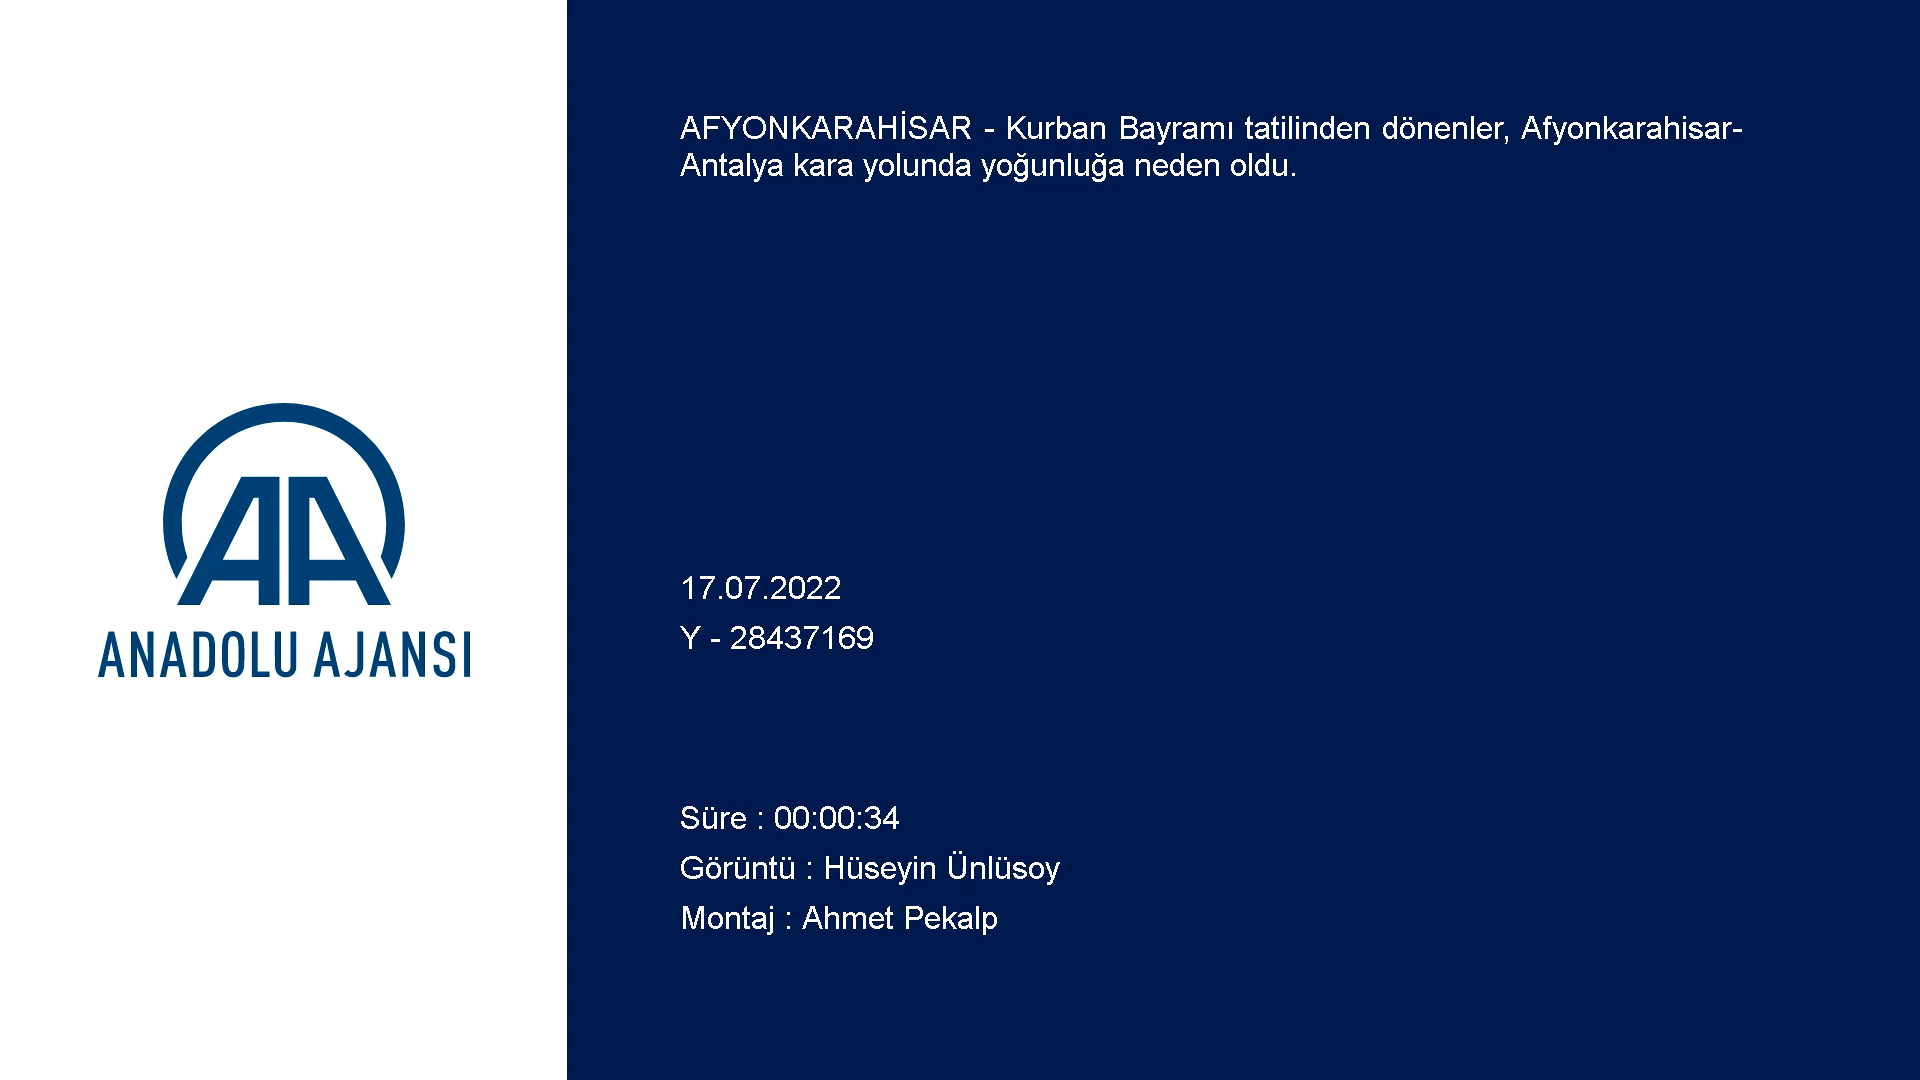 AFYONKARAHİSAR - Kurban Bayramı tatilinden dönenler, Afyonkarahisar-
Antalya kara yolunda yoğunluğa neden oldu.
AA
ANADOLU AJANSI
17.07.2022
Y - 28437169
Süre : 00:00:34
Görüntü : Hüseyin Ünlüsoy
Montaj : Ahmet Pekalp